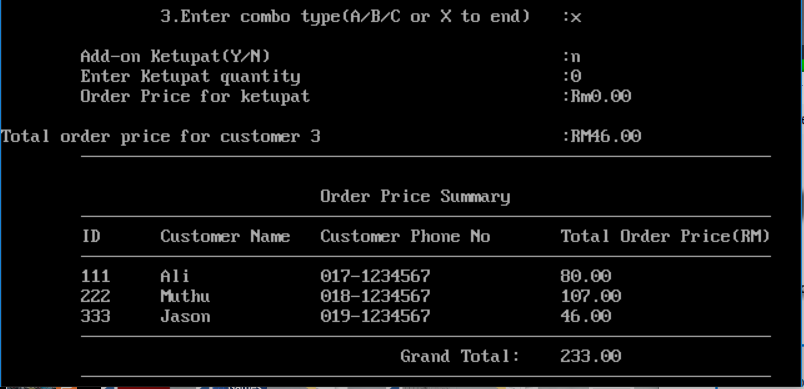 3.Enter combo type(A/B/C or X to end) :x
Add-on Ketupat(Y/N) :n
Enter Ketupat quantity :0
Order Price for ketupat :Rm0.00
Total order price for customer 3 :RM46.00
Order Price Summary
ID Customer Name Customer Phone No Total Order Price(RM)
111 Ali 017-1234567 80.00
222 Muthu 018-1234567 107.00
333 Jason 019-1234567 46.00
Grand Total: 233.00